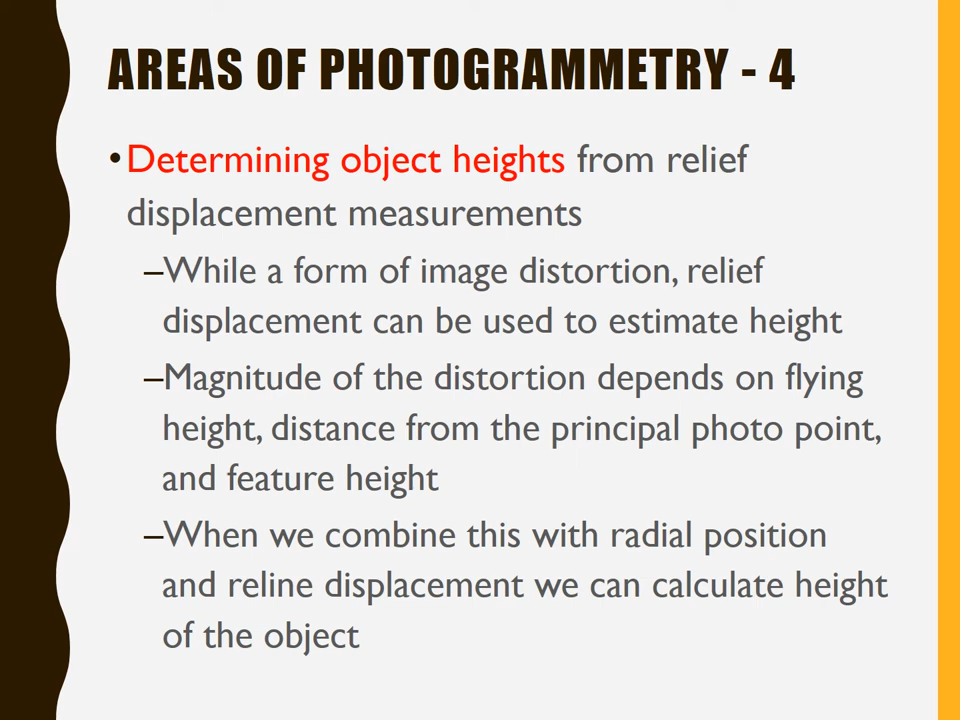 AREAS OF PHOTOGRAMMETRY - 4
•Determining object heights from relief
displacement measurements
–While a form of image distortion, relief
displacement can be used to estimate height
–Magnitude of the distortion depends on flying
height, distance from the principal photo point,
and feature height
–When we combine this with radial position
and reline displacement we can calculate height
of the object